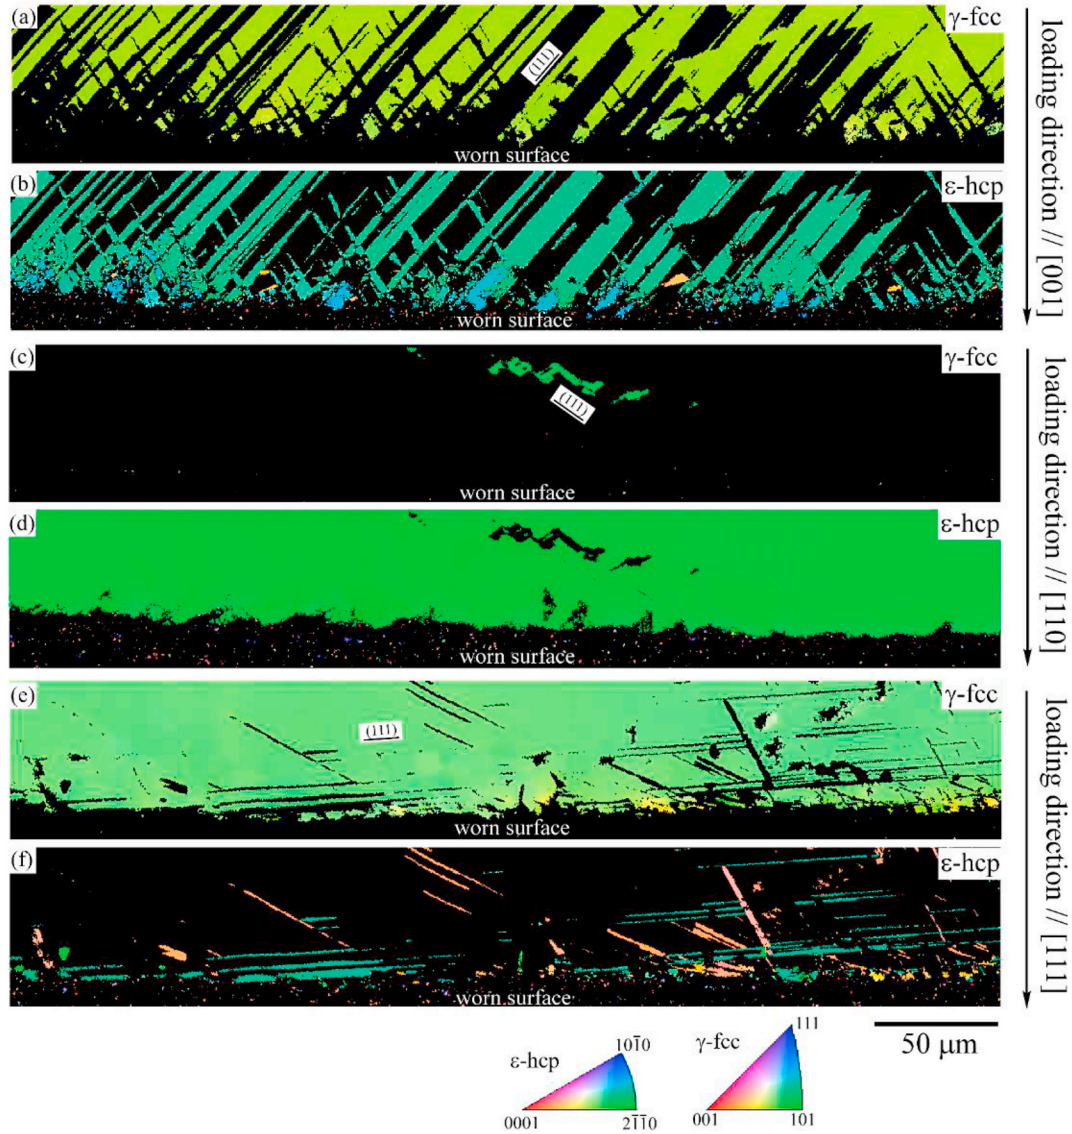 (a)
γ-fcc
(111)
worn surface
(b)
ε-hcp
worn surface
loading direction // [001]
(c)
γ-fcc
(111)
worn surface
(d)
ε-hcp
worn surface
loading direction // [110]
(e)
γ-fcc
(111)
worn surface
(f)
ε-hcp
worn surface
loading direction // [111]
50 μm
ε-hcp
101̅0
0001
21̅1̅0
γ-fcc
111
001
101